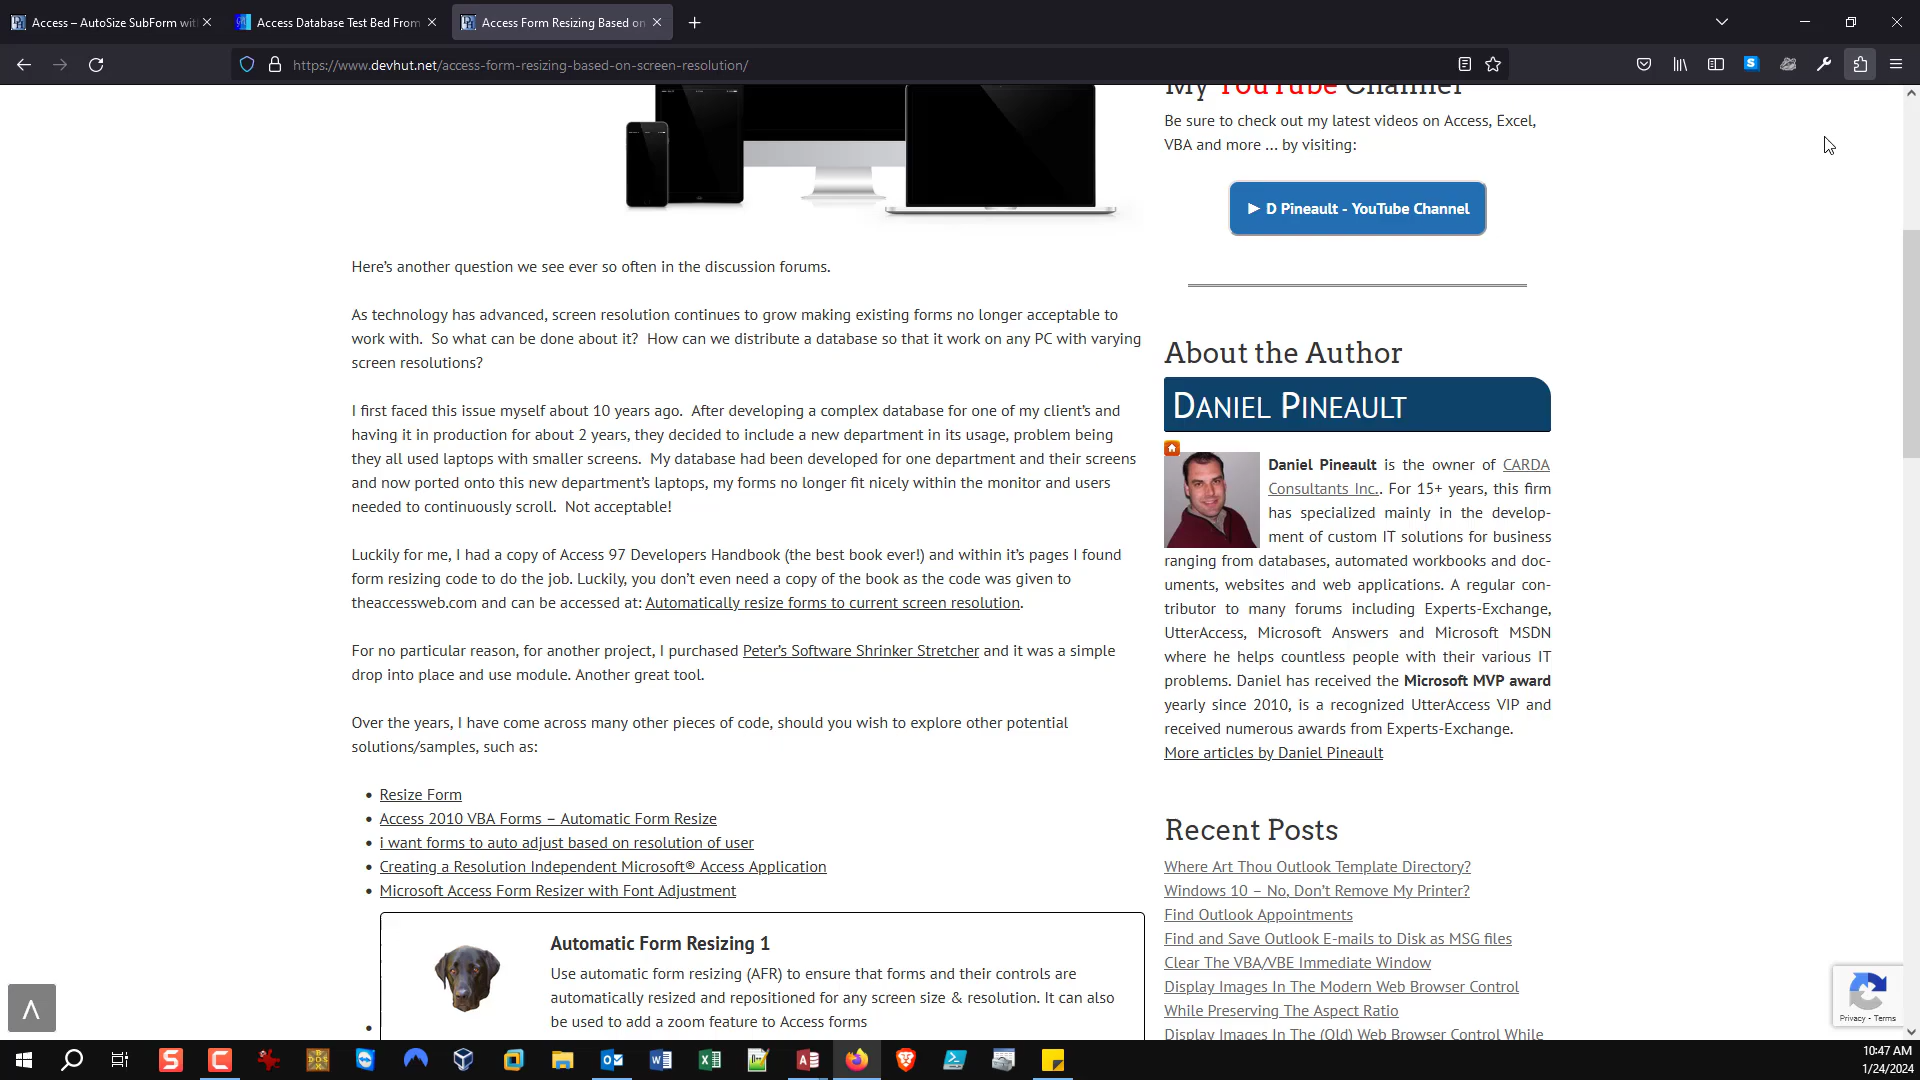 Access – AutoSize SubForm wit
Access Database Test Bed From
Access Form Resizing Based on
https://www.devhut.net/access-form-resizing-based-on-screen-resolution/
My YouTube Channel
Be sure to check out my latest videos on Access, Excel,
VBA and more … by visiting:
► D Pineault - YouTube Channel
Here's another question we see ever so often in the discussion forums.
As technology has advanced, screen resolution continues to grow making existing forms no longer acceptable to
work with.  So what can be done about it?  How can we distribute a database so that it work on any PC with varying
screen resolutions?
I first faced this issue myself about 10 years ago.  After developing a complex database for one of my client's and
having it in production for about 2 years, they decided to include a new department in its usage, problem being
they all used laptops with smaller screens.  My database had been developed for one department and their screens
and now ported onto this new department's laptops, my forms no longer fit nicely within the monitor and users
needed to continuously scroll.  Not acceptable!
Luckily for me, I had a copy of Access 97 Developers Handbook (the best book ever!) and within it's pages I found
form resizing code to do the job. Luckily, you don't even need a copy of the book as the code was given to
theaccessweb.com and can be accessed at: Automatically resize forms to current screen resolution.
For no particular reason, for another project, I purchased Peter's Software Shrinker Stretcher and it was a simple
drop into place and use module. Another great tool.
Over the years, I have come across many other pieces of code, should you wish to explore other potential
solutions/samples, such as:
• Resize Form
• Access 2010 VBA Forms – Automatic Form Resize
• i want forms to auto adjust based on resolution of user
• Creating a Resolution Independent Microsoft® Access Application
• Microsoft Access Form Resizer with Font Adjustment
Automatic Form Resizing 1
Use automatic form resizing (AFR) to ensure that forms and their controls are
automatically resized and repositioned for any screen size & resolution. It can also
be used to add a zoom feature to Access forms
About the Author
Daniel Pineault
Daniel Pineault is the owner of CARDA
Consultants Inc.. For 15+ years, this firm
has specialized mainly in the develop-
ment of custom IT solutions for business
ranging from databases, automated workbooks and doc-
uments, websites and web applications. A regular con-
tributor to many forums including Experts-Exchange,
UtterAccess, Microsoft Answers and Microsoft MSDN
where he helps countless people with their various IT
problems. Daniel has received the Microsoft MVP award
yearly since 2010, is a recognized UtterAccess VIP and
received numerous awards from Experts-Exchange.
More articles by Daniel Pineault
Recent Posts
Where Art Thou Outlook Template Directory?
Windows 10 – No, Don't Remove My Printer?
Find Outlook Appointments
Find and Save Outlook E-mails to Disk as MSG files
Clear The VBA/VBE Immediate Window
Display Images In The Modern Web Browser Control
While Preserving The Aspect Ratio
Display Images In The (Old) Web Browser Control While
Privacy - Terms
10:47 AM
1/24/2024